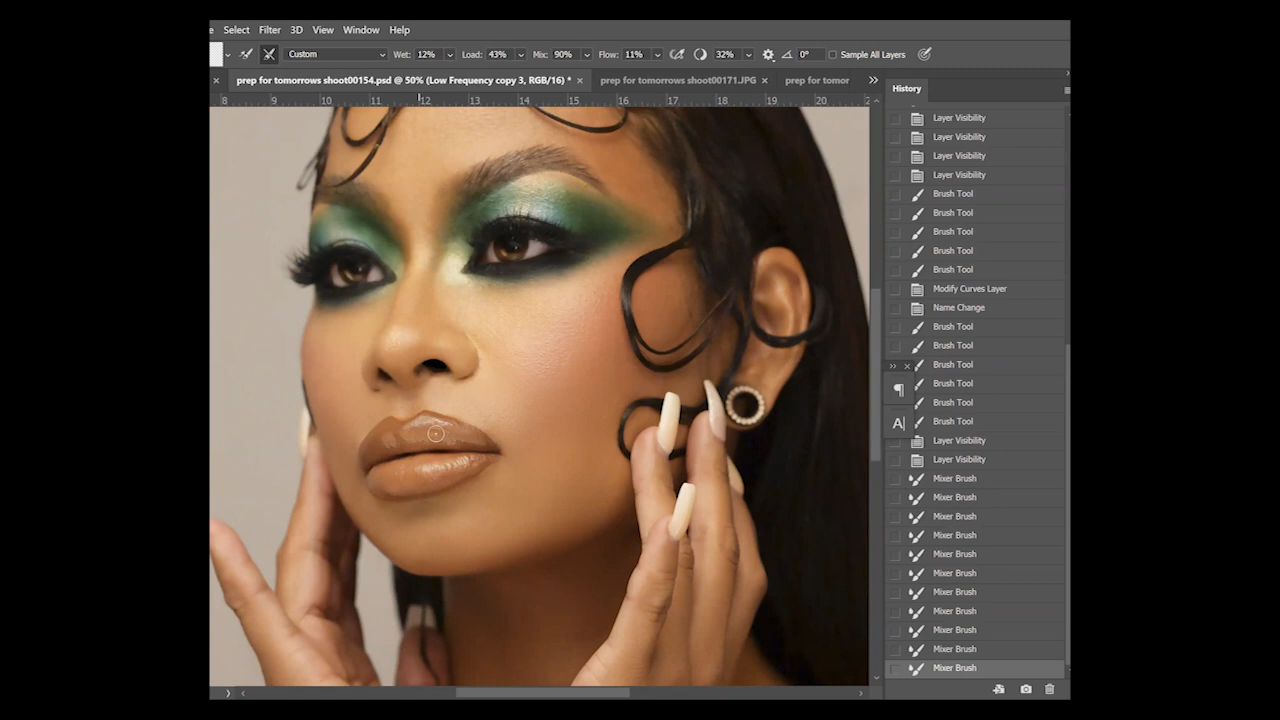 e Select Filter 3D View Window Help
Custom Wet: 12% Load: 43% Mix: 90% Flow: 11% 32% 0° Sample All Layers
prep for tomorrows shoot00154.psd @ 50% (Low Frequency copy 3, RGB/16) * prep for tomorrows shoot00171.JPG prep for tomor
8 9 10 11 12 13 14 15 16 17 18 19 20 2
History
Layer Visibility
Layer Visibility
Layer Visibility
Layer Visibility
Brush Tool
Brush Tool
Brush Tool
Brush Tool
Brush Tool
Modify Curves Layer
Name Change
Brush Tool
Brush Tool
Brush Tool
Brush Tool
Brush Tool
Brush Tool
Layer Visibility
Layer Visibility
Mixer Brush
Mixer Brush
Mixer Brush
Mixer Brush
Mixer Brush
Mixer Brush
Mixer Brush
Mixer Brush
Mixer Brush
Mixer Brush
Mixer Brush